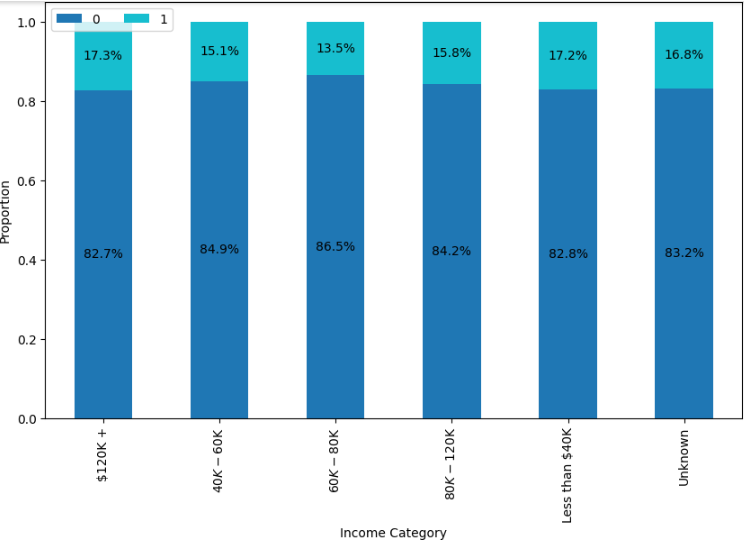 0 1
1.0
0.8
0.6
0.4
0.2
0.0
Proportion
17.3% 15.1% 13.5% 15.8% 17.2% 16.8%
82.7% 84.9% 86.5% 84.2% 82.8% 83.2%
$120K +
40K − 60K
60K − 80K
80K − 120K
Less than $40K
Unknown
Income Category